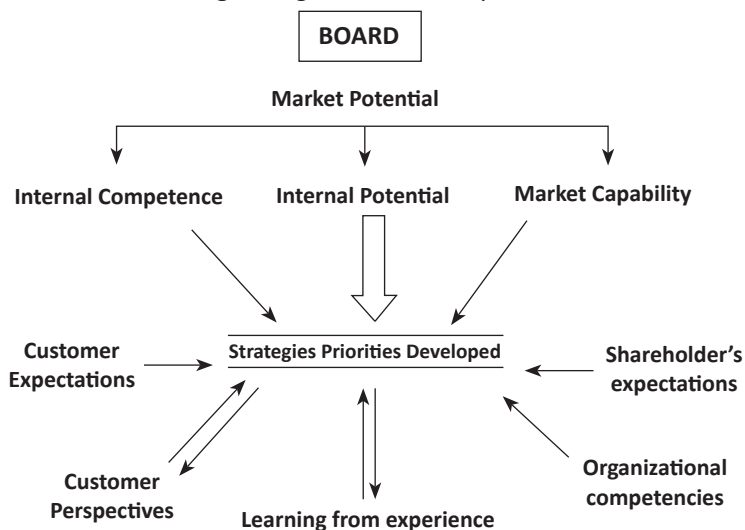 BOARD
Market Potential
Internal Competence
Internal Potential
Market Capability
Strategies Priorities Developed
Customer
Expectations
Shareholder's
expectations
Customer
Perspectives
Learning from experience
Organizational
competencies